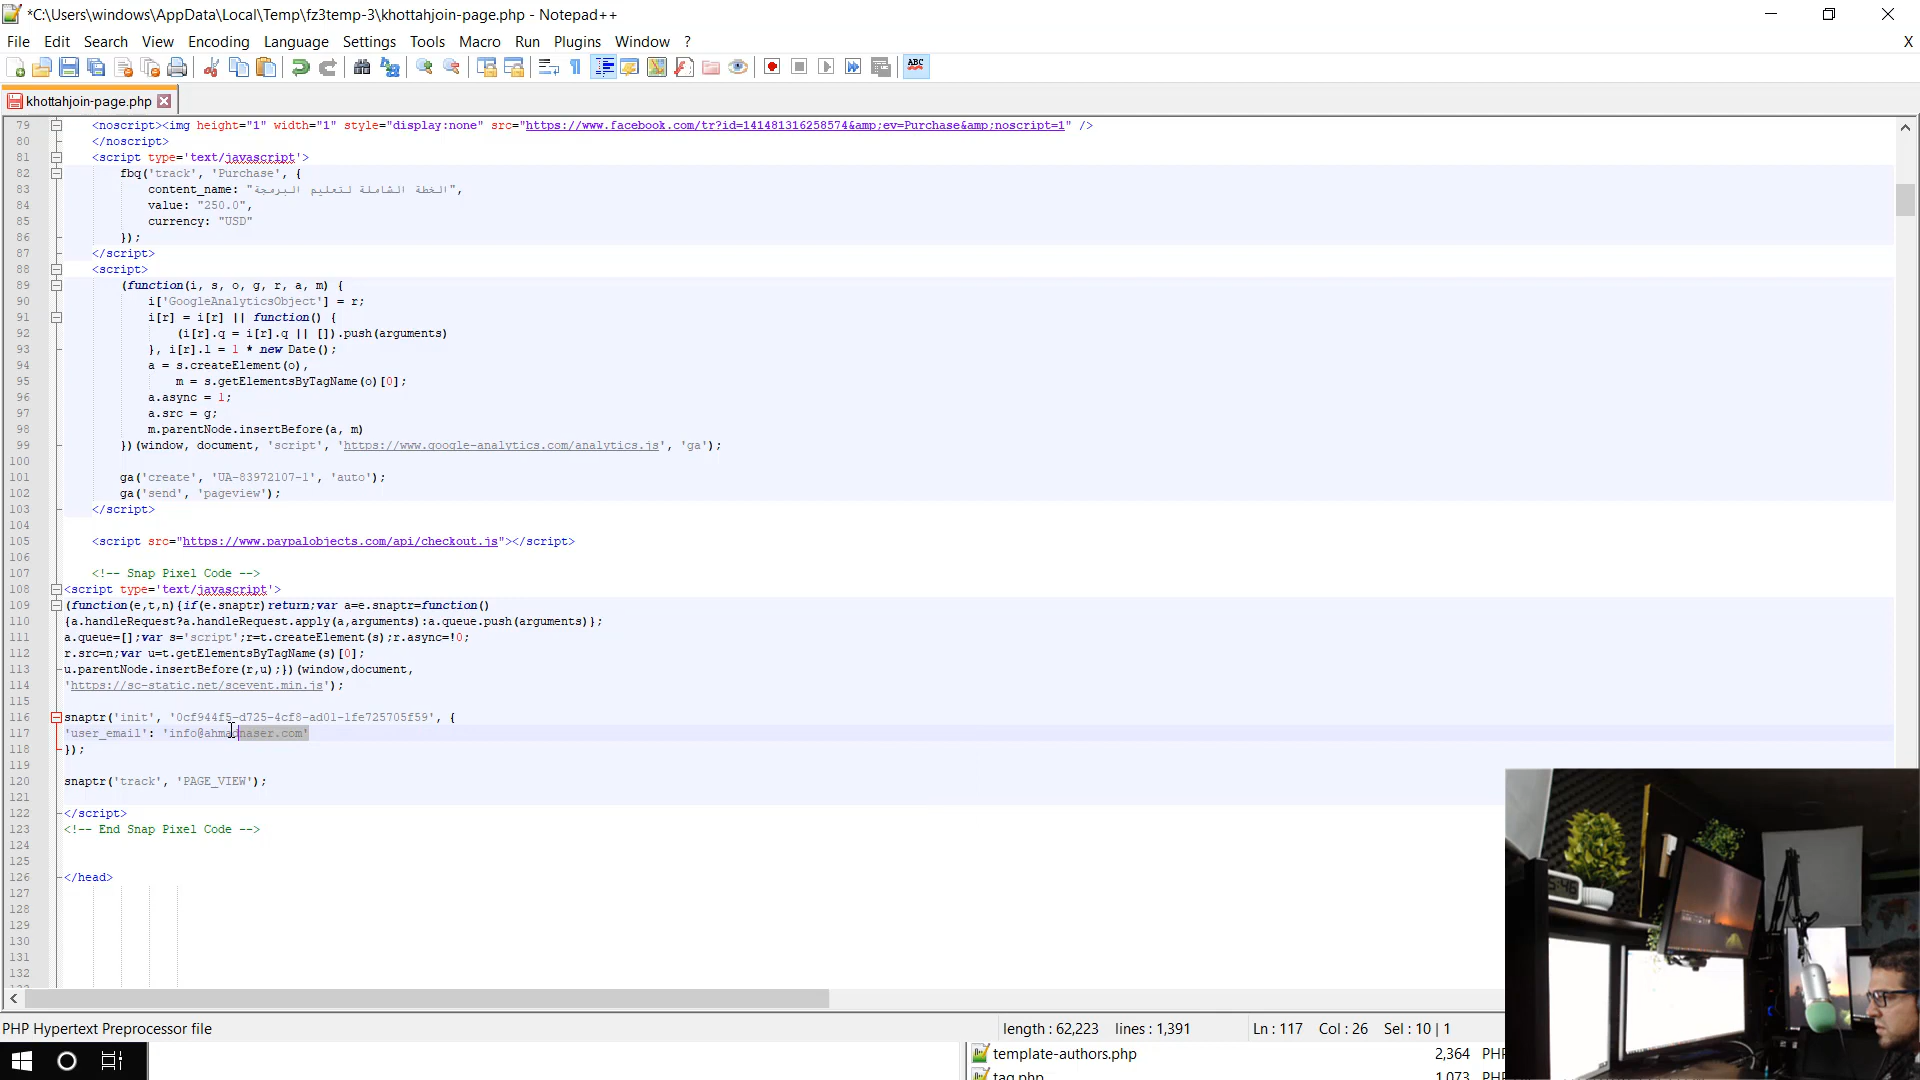 *C:\Users\windows\AppData\Local\Temp\fz3temp-3\khottahjoin-page.php - Notepad++
File Edit Search View Encoding Language Settings Tools Macro Run Plugins Window ? X
ABC
khottahjoin-page.php
79 <noscript><img height="1" width="1" style="display:none" src="https://www.facebook.com/tr?id=141481316258574&amp;ev=Purchase&amp;noscript=1" />
80 </noscript>
81 <script type='text/javascript'>
82 fbq('track', 'Purchase', {
83 content_name: "الخطة الشاملة لتعليم البرمجة",
84 value: "250.0",
85 currency: "USD"
86 });
87 </script>
88 <script>
89 (function(i, s, o, g, r, a, m) {
90 i['GoogleAnalyticsObject'] = r;
91 i[r] = i[r] || function() {
92 (i[r].q = i[r].q || []).push(arguments)
93 }, i[r].l = 1 * new Date();
94 a = s.createElement(o),
95 m = s.getElementsByTagName(o)[0];
96 a.async = 1;
97 a.src = g;
98 m.parentNode.insertBefore(a, m)
99 })(window, document, 'script', 'https://www.google-analytics.com/analytics.js', 'ga');
100
101 ga('create', 'UA-83972107-1', 'auto');
102 ga('send', 'pageview');
103 </script>
104
105 <script src="https://www.paypalobjects.com/api/checkout.js"></script>
106
107 <!-- Snap Pixel Code -->
108 <script type='text/javascript'>
109 (function(e,t,n){if(e.snaptr)return;var a=e.snaptr=function()
110 {a.handleRequest?a.handleRequest.apply(a,arguments):a.queue.push(arguments)};
111 a.queue=[];var s='script';r=t.createElement(s);r.async=!0;
112 r.src=n;var u=t.getElementsByTagName(s)[0];
113 u.parentNode.insertBefore(r,u);})(window,document,
114 'https://sc-static.net/scevent.min.js');
115
116 snaptr('init', '0cf944f5-d725-4cf8-ad01-1fe725705f59', {
117 'user_email': 'info@ahmadnaser.com'
118 });
119
120 snaptr('track', 'PAGE_VIEW');
121
122 </script>
123 <!-- End Snap Pixel Code -->
124
125
126 </head>
127
128
129
130
131
132
PHP Hypertext Preprocessor file length : 62,223 lines : 1,391 Ln : 117 Col : 26 Sel : 10 | 1
template-authors.php 2,364 PHP
tag.php 1,073 PHP
5:46